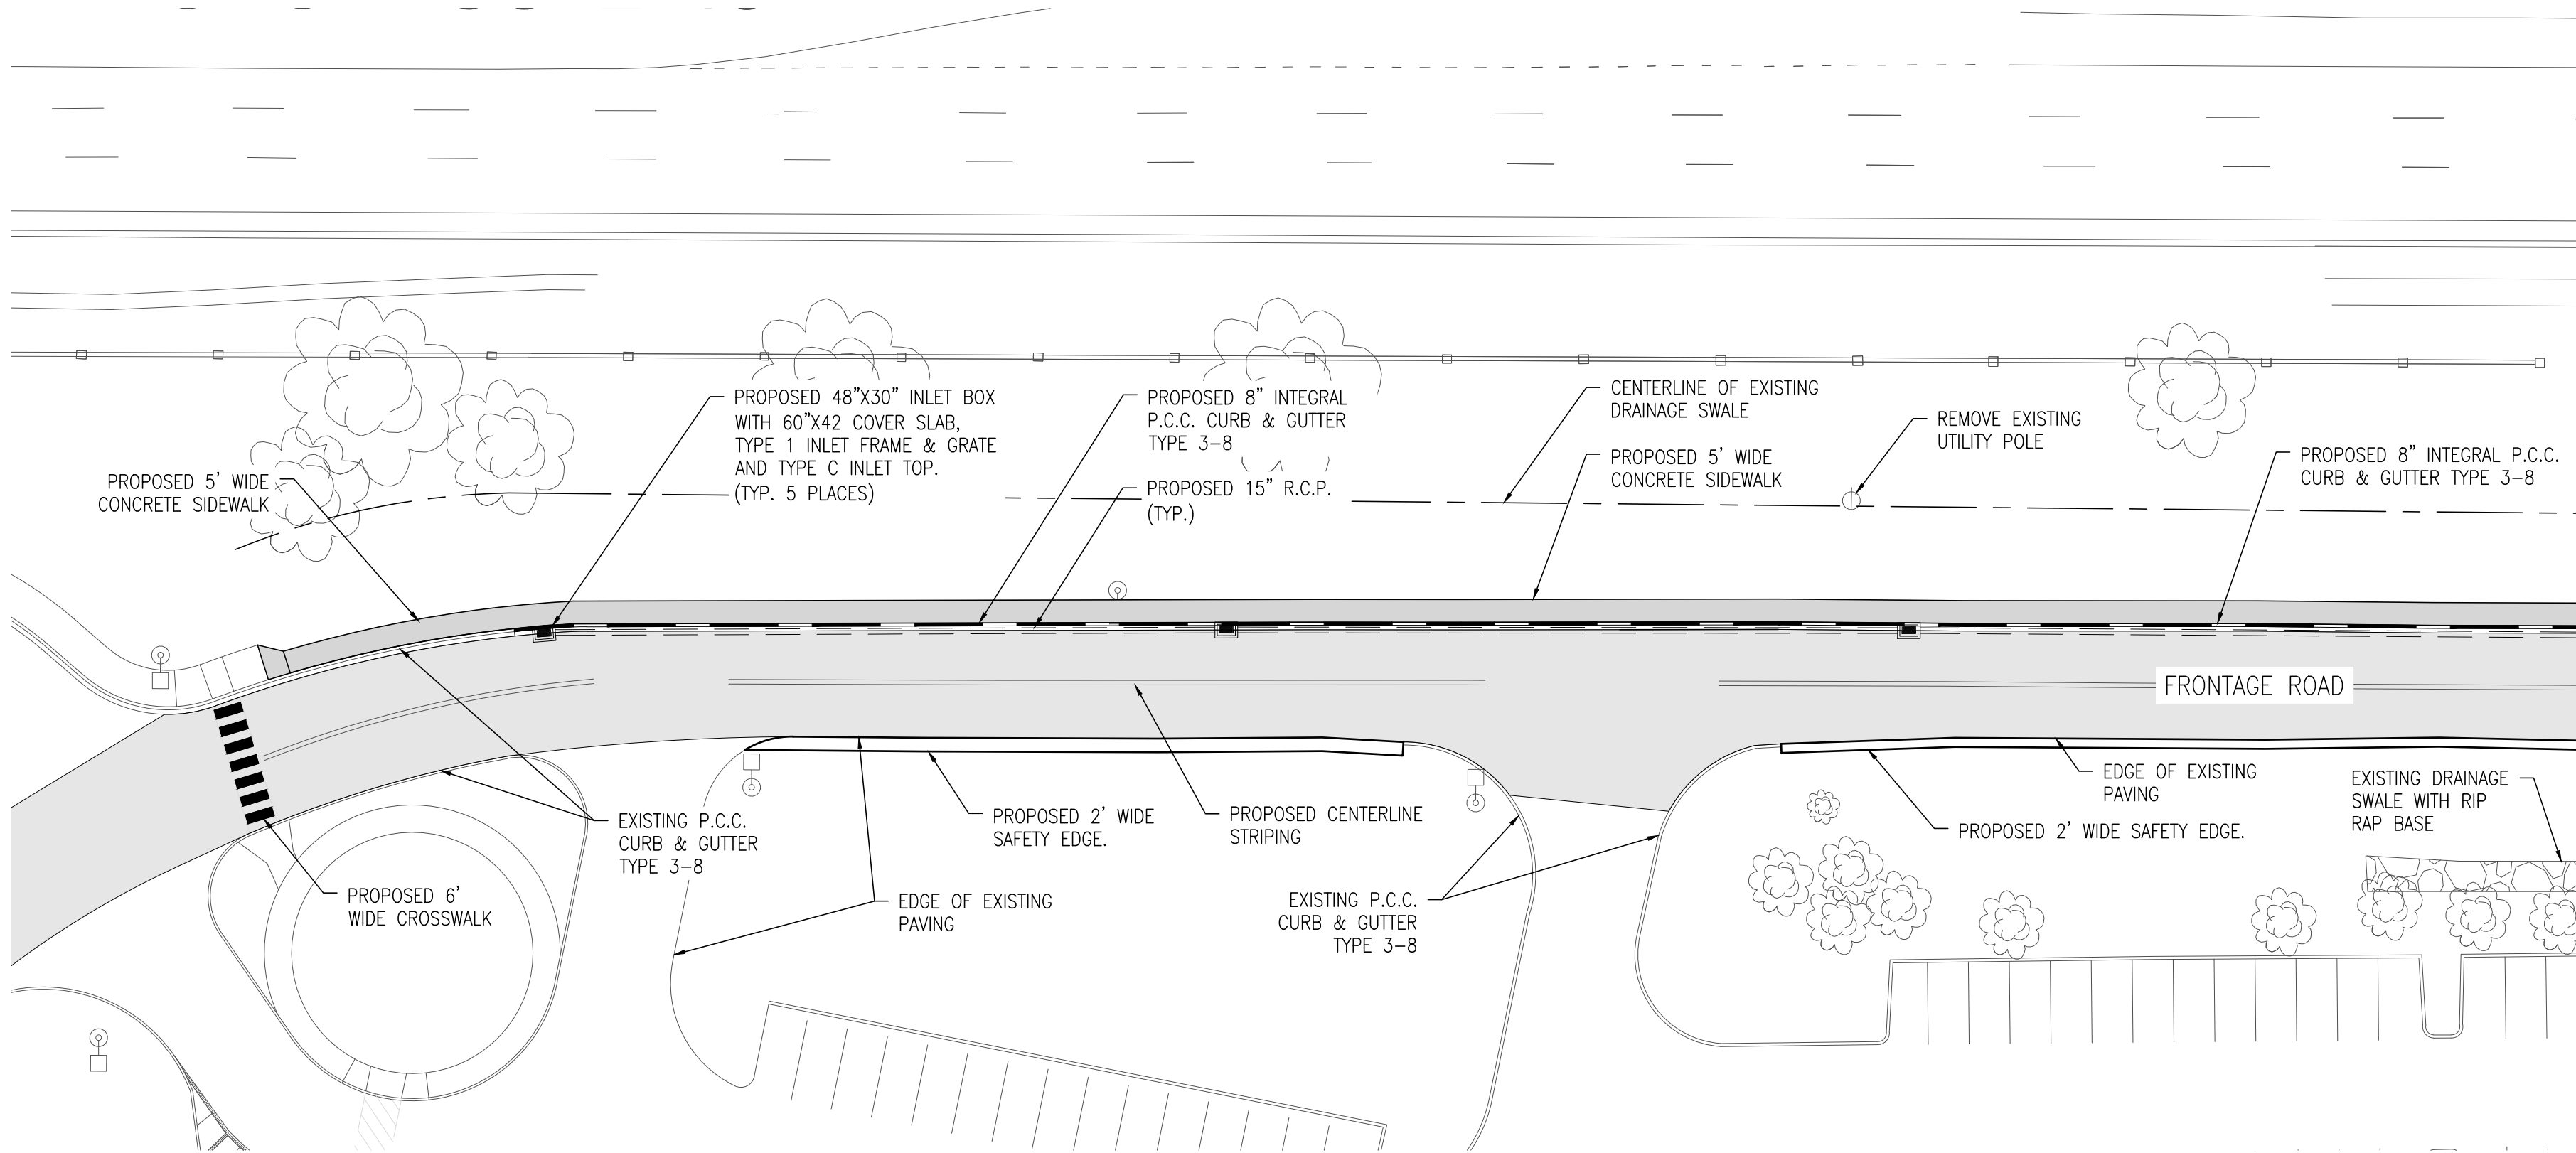 PROPOSED 5' WIDE
CONCRETE SIDEWALK
PROPOSED 48"X30" INLET BOX
WITH 60"X42 COVER SLAB,
TYPE 1 INLET FRAME & GRATE
AND TYPE C INLET TOP.
(TYP. 5 PLACES)
PROPOSED 8" INTEGRAL
P.C.C. CURB & GUTTER
TYPE 3-8
PROPOSED 15" R.C.P.
(TYP.)
CENTERLINE OF EXISTING
DRAINAGE SWALE
PROPOSED 5' WIDE
CONCRETE SIDEWALK
REMOVE EXISTING
UTILITY POLE
PROPOSED 8" INTEGRAL P.C.C.
CURB & GUTTER TYPE 3-8
FRONTAGE ROAD
EXISTING P.C.C.
CURB & GUTTER
TYPE 3-8
PROPOSED 6'
WIDE CROSSWALK
PROPOSED 2' WIDE
SAFETY EDGE.
PROPOSED CENTERLINE
STRIPING
EDGE OF EXISTING
PAVING
EXISTING P.C.C.
CURB & GUTTER
TYPE 3-8
EDGE OF EXISTING
PAVING
PROPOSED 2' WIDE SAFETY EDGE.
EXISTING DRAINAGE
SWALE WITH RIP
RAP BASE